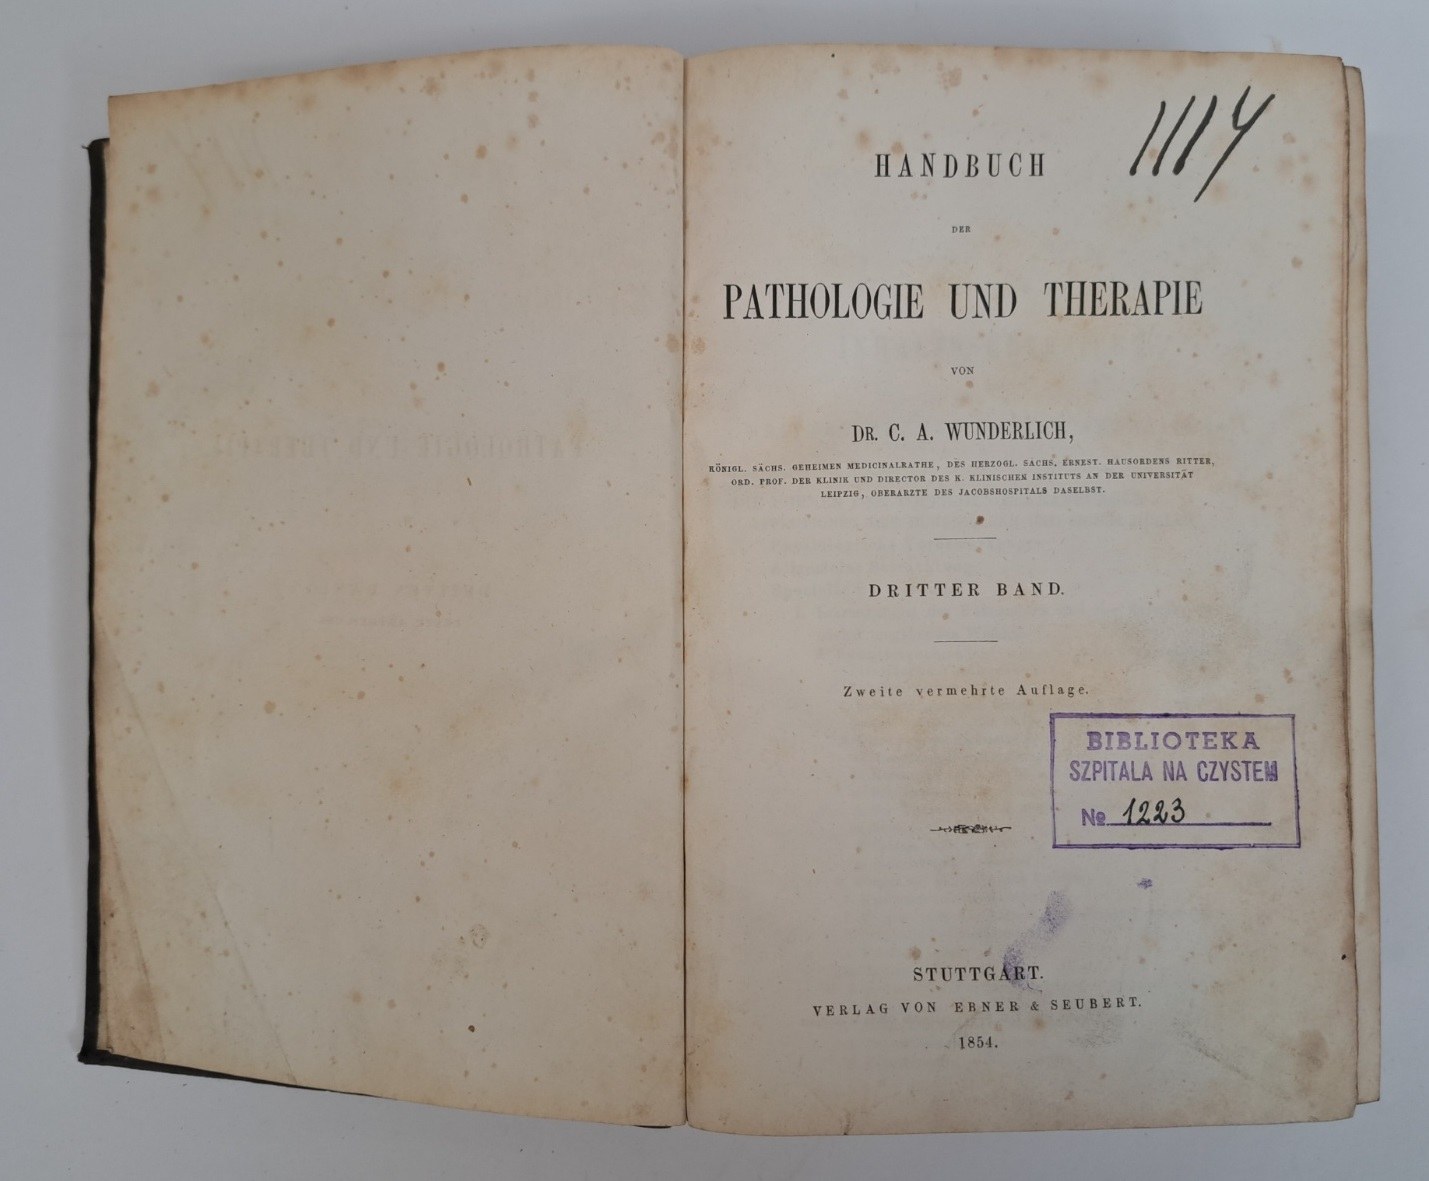 1114
HANDBUCH
DER
PATHOLOGIE UND THERAPIE
VON
DR. C. A. WUNDERLICH,
KÖNIGL. SÄCHS. GEHEIMEN MEDICINALRATHE, DES HERZOGL. SÄCHS. ERNEST. HAUSORDENS RITTER,
ORD. PROF. DER KLINIK UND DIRECTOR DES K. KLINISCHEN INSTITUTS AN DER UNIVERSITÄT
LEIPZIG, OBERARZTE DES JACOBSHOSPITALS DASELBST.
DRITTER BAND.
Zweite vermehrte Auflage.
BIBLIOTEKA
SZPITALA NA CZYSTEM
№ 1223
STUTTGART.
VERLAG VON EBNER & SEUBERT.
1854.